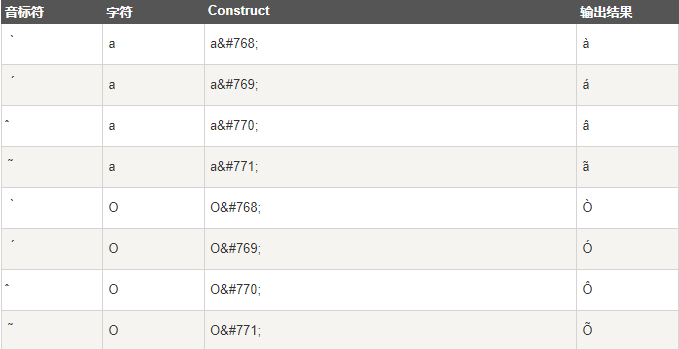 音标符 字符 Construct 输出结果
̀ a a&#768; à
́ a a&#769; á
̂ a a&#770; â
̃ a a&#771; ã
̀ O O&#768; Ò
́ O O&#769; Ó
̂ O O&#770; Ô
̃ O O&#771; Õ